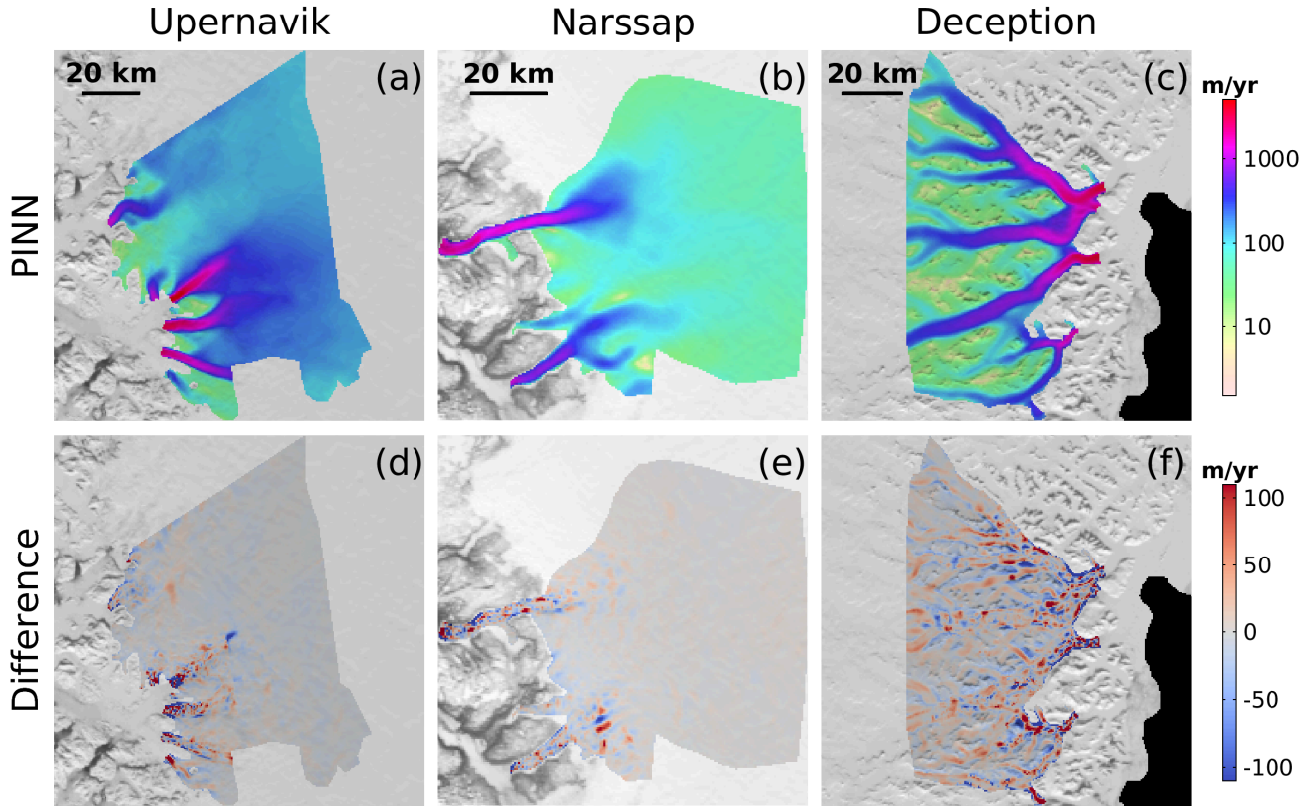 Upernavik
Narssap
Deception
20 km
(a)
20 km
(b)
20 km
(c)
m/yr
1000
100
10
PINN
(d)
(e)
(f)
m/yr
100
50
0
-50
-100
Difference